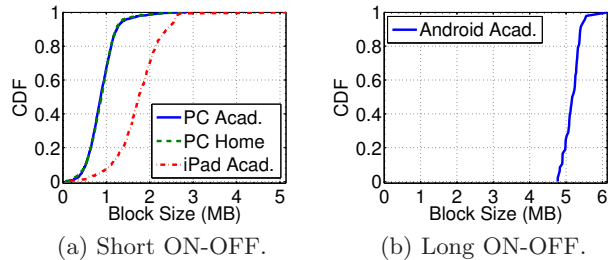 1
0.8
0.6
0.4
0.2
0
CDF
PC Acad.
PC Home
iPad Acad.
0 1 2 3 4 5
Block Size (MB)
(a) Short ON-OFF.
1
0.8
0.6
0.4
0.2
0
CDF
Android Acad.
0 1 2 3 4 5 6
Block Size (MB)
(b) Long ON-OFF.